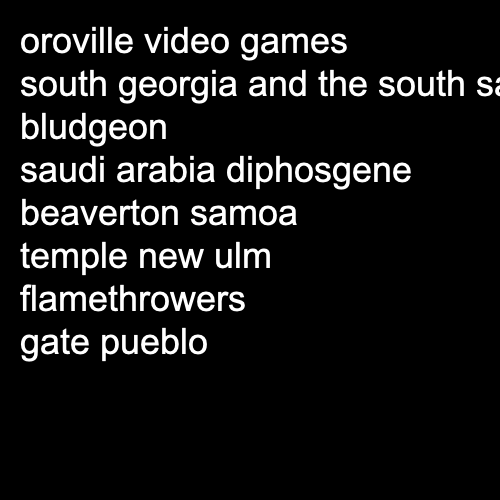 oroville video games
south georgia and the south sa
bludgeon
saudi arabia diphosgene
beaverton samoa
temple new ulm
flamethrowers
gate pueblo